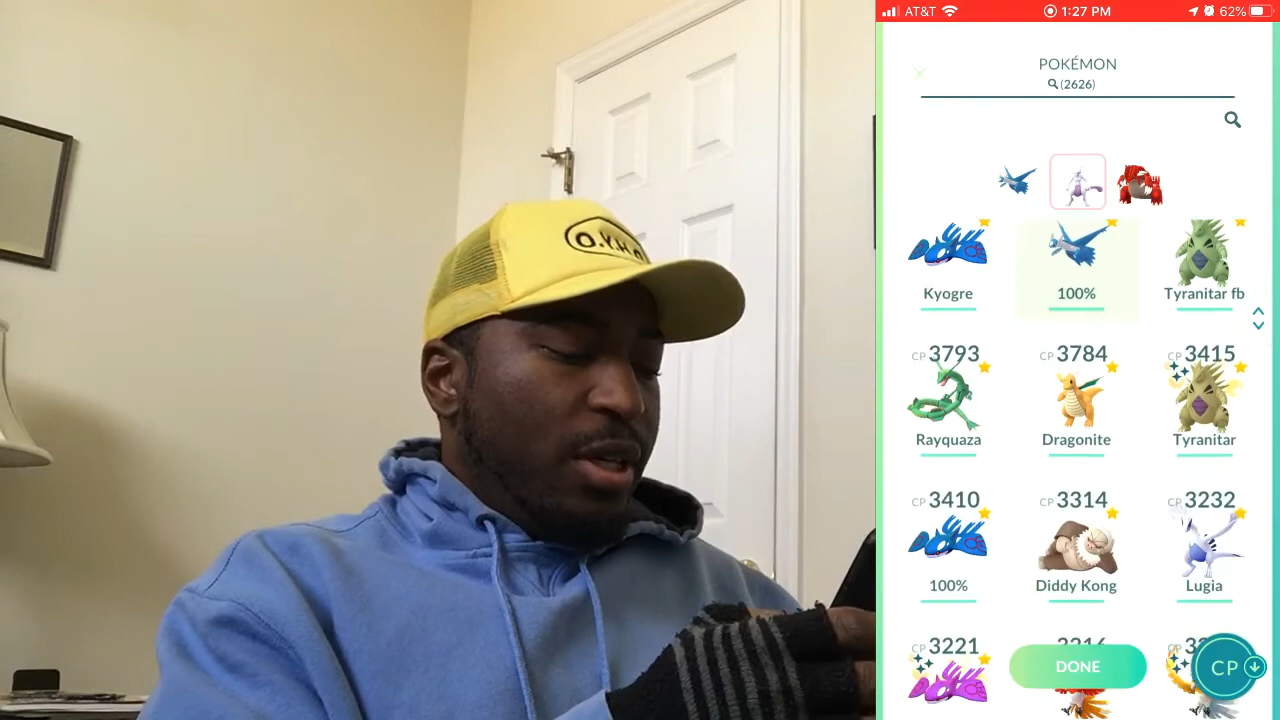 AT&T 1:27 PM 62%
POKÉMON
(2626)
Kyogre 100% Tyranitar fb
CP 3793 CP 3784 CP 3415
Rayquaza Dragonite Tyranitar
CP 3410 CP 3314 CP 3232
100% Diddy Kong Lugia
CP 3221
DONE
CP